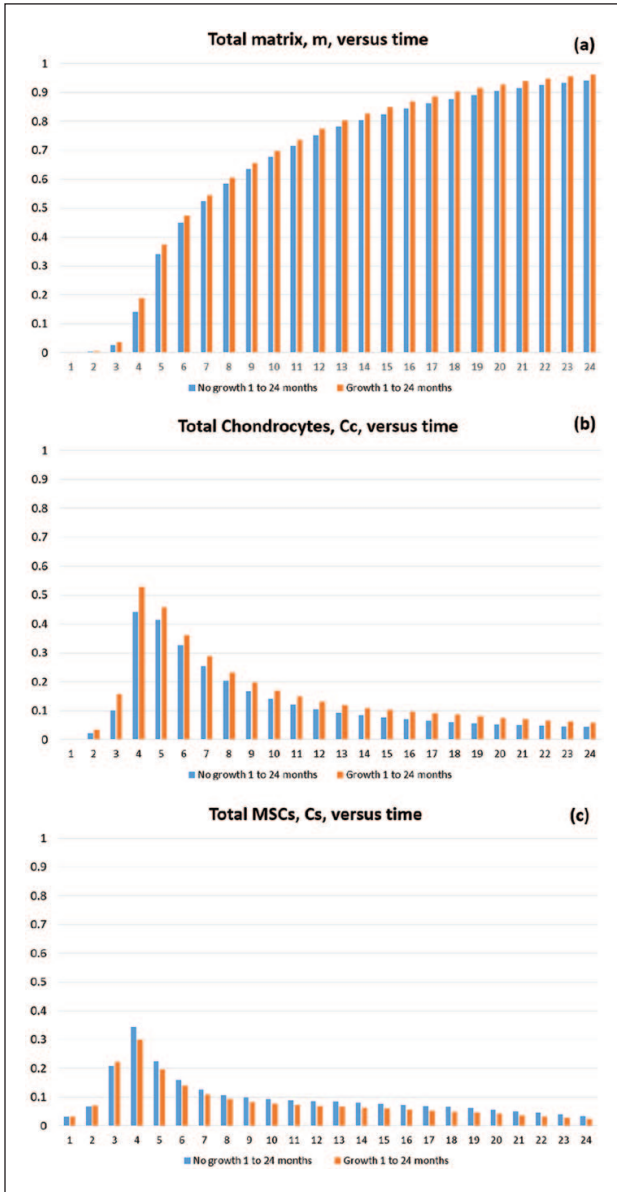 Total matrix, m, versus time
(a)
1
0.9
0.8
0.7
0.6
0.5
0.4
0.3
0.2
0.1
0
1 2 3 4 5 6 7 8 9 10 11 12 13 14 15 16 17 18 19 20 21 22 23 24
No growth 1 to 24 months Growth 1 to 24 months
Total Chondrocytes, Cc, versus time
(b)
1
0.9
0.8
0.7
0.6
0.5
0.4
0.3
0.2
0.1
0
1 2 3 4 5 6 7 8 9 10 11 12 13 14 15 16 17 18 19 20 21 22 23 24
No growth 1 to 24 months Growth 1 to 24 months
Total MSCs, Cs, versus time
(c)
1
0.9
0.8
0.7
0.6
0.5
0.4
0.3
0.2
0.1
0
1 2 3 4 5 6 7 8 9 10 11 12 13 14 15 16 17 18 19 20 21 22 23 24
No growth 1 to 24 months Growth 1 to 24 months